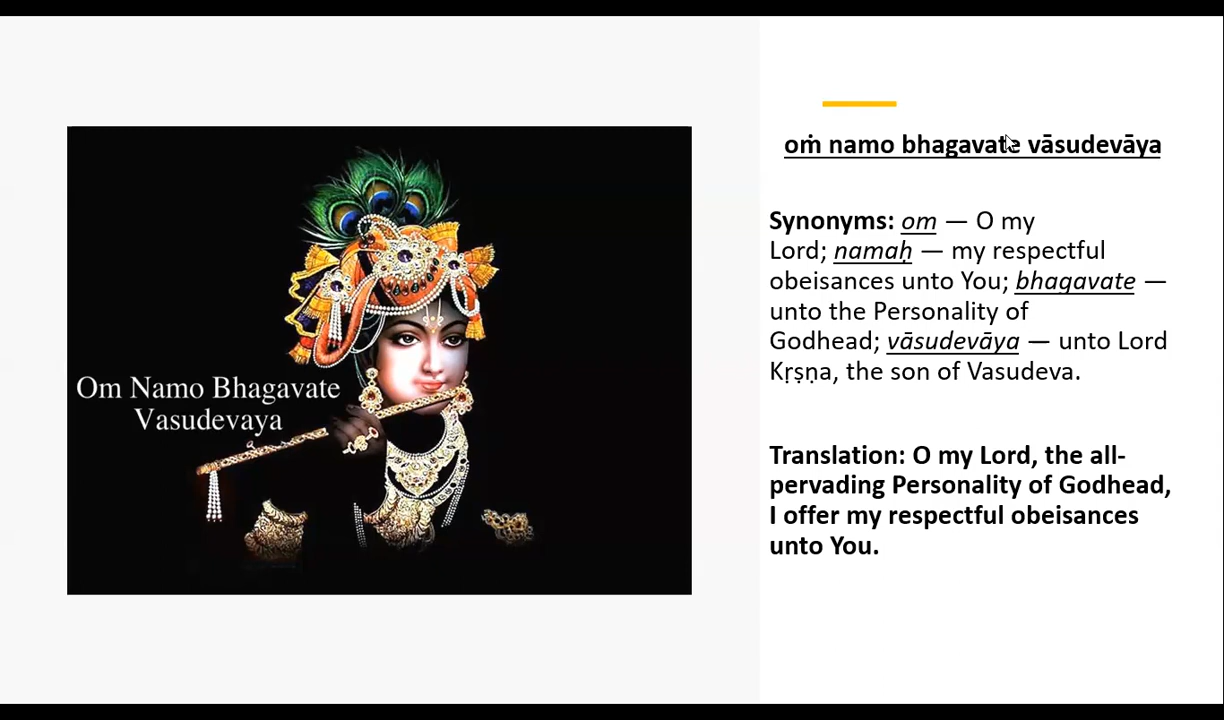 Om Namo Bhagavate
Vasudevaya
oṁ namo bhagavate vāsudevāya
Synonyms: om — O my
Lord; namaḥ — my respectful
obeisances unto You; bhagavate —
unto the Personality of
Godhead; vāsudevāya — unto Lord
Kṛṣṇa, the son of Vasudeva.
Translation: O my Lord, the all-
pervading Personality of Godhead,
I offer my respectful obeisances
unto You.